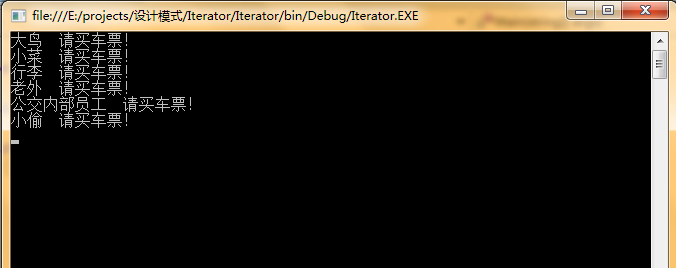 file:///E:/projects/设计模式/Iterator/Iterator/bin/Debug/Iterator.EXE
大鸟  请买车票!
小菜  请买车票!
行李  请买车票!
老外  请买车票!
公交内部员工  请买车票!
小偷  请买车票!